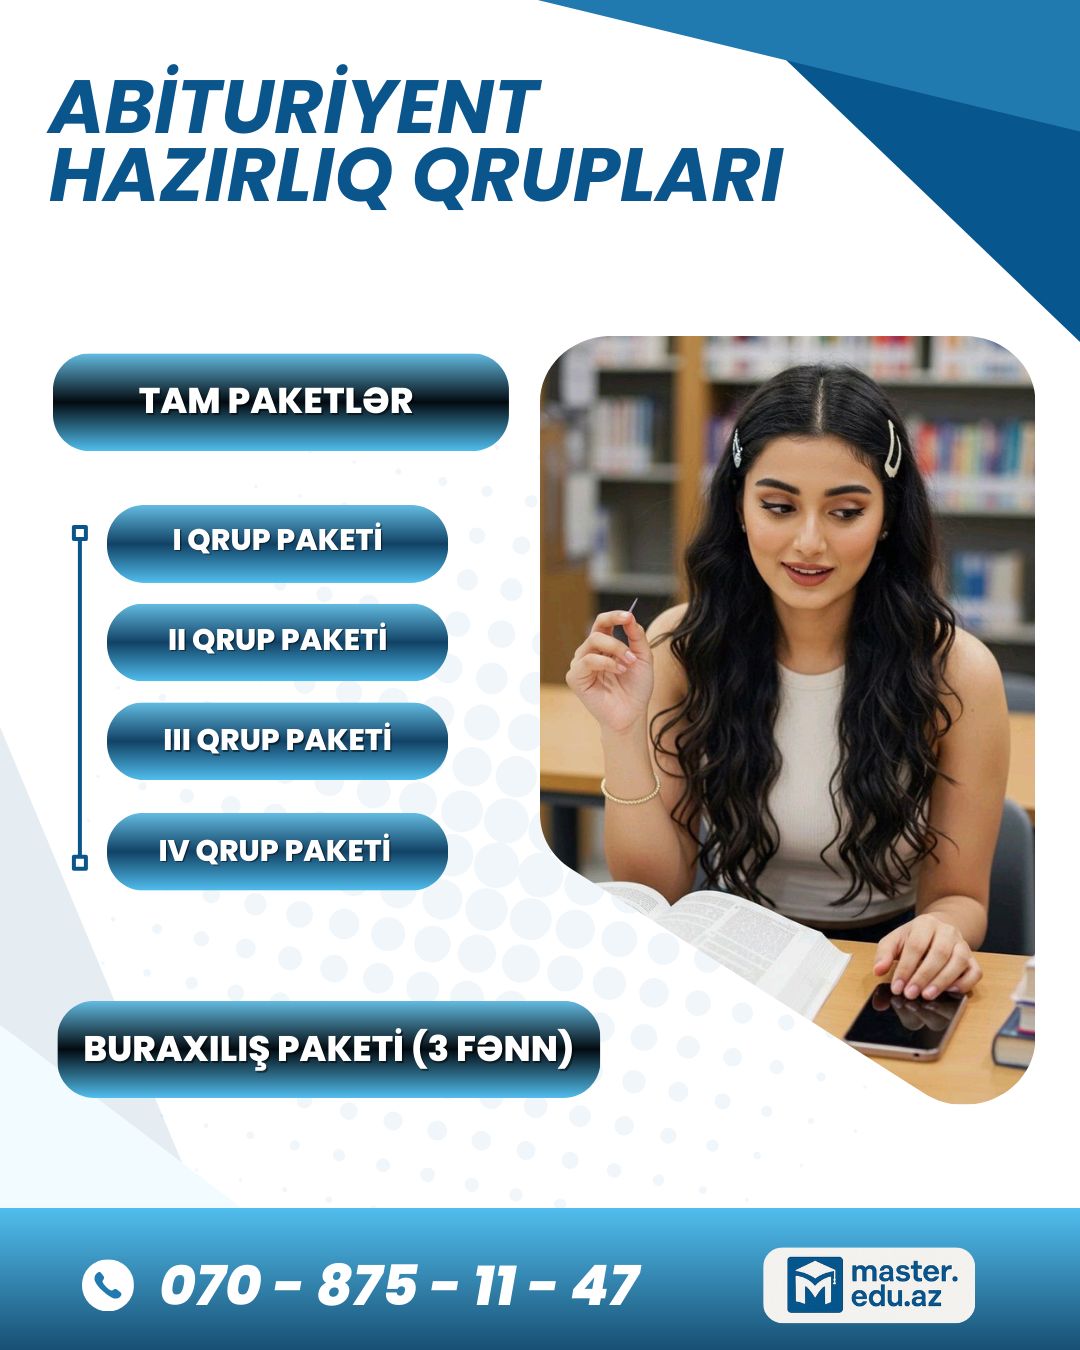 ABİTURİYENT
HAZIRLIQ QRUPLARI
TAM PAKETLƏR
I QRUP PAKETİ
II QRUP PAKETİ
III QRUP PAKETİ
IV QRUP PAKETİ
BURAXILIŞ PAKETİ (3 FƏNN)
070 - 875 - 11 - 47
master.
edu.az